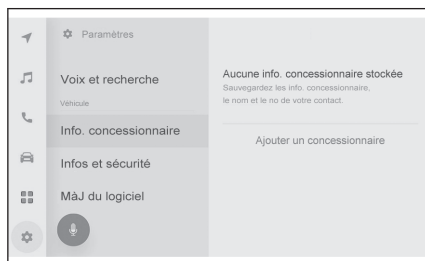 Paramètres
Voix et recherche
Véhicule
Info. concessionnaire
Infos et sécurité
MàJ du logiciel
Aucune info. concessionnaire stockée
Sauvegardez les info. concessionnaire,
le nom et le no de votre contact.
Ajouter un concessionnaire